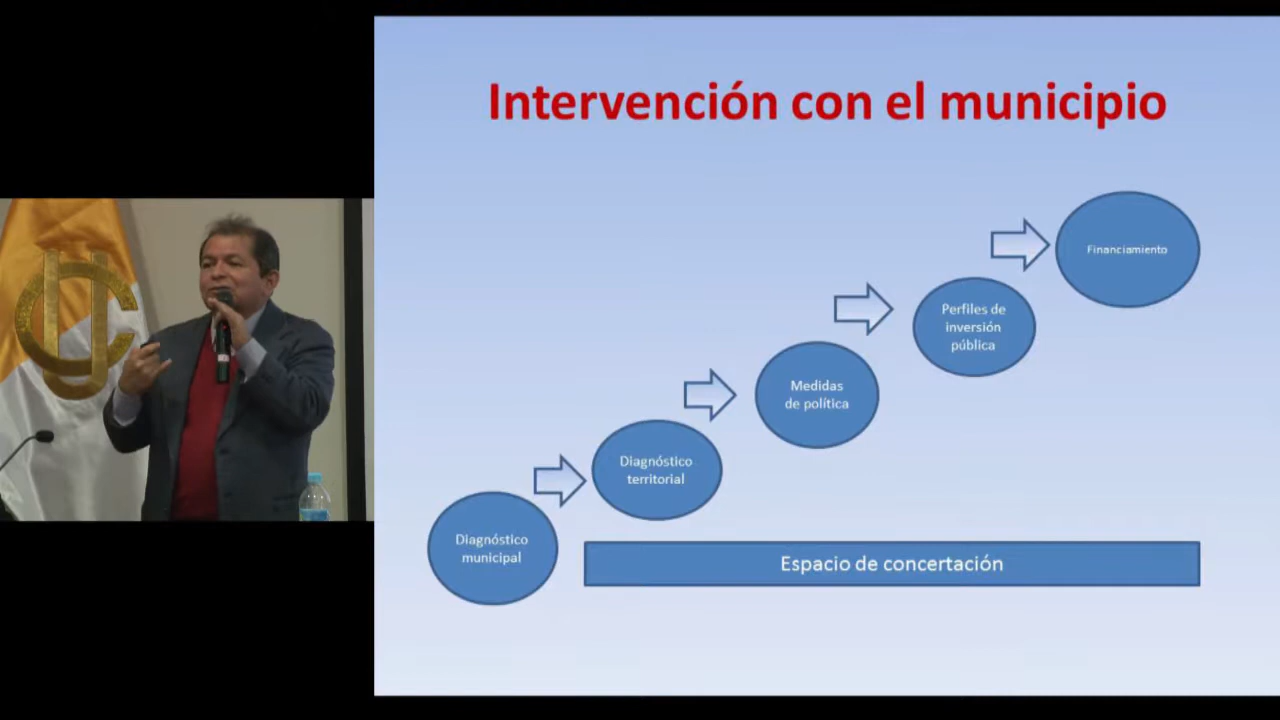 Intervención con el municipio
Financiamiento
Perfiles de
inversión
pública
Medidas
de política
Diagnóstico
territorial
Diagnóstico
municipal
Espacio de concertación